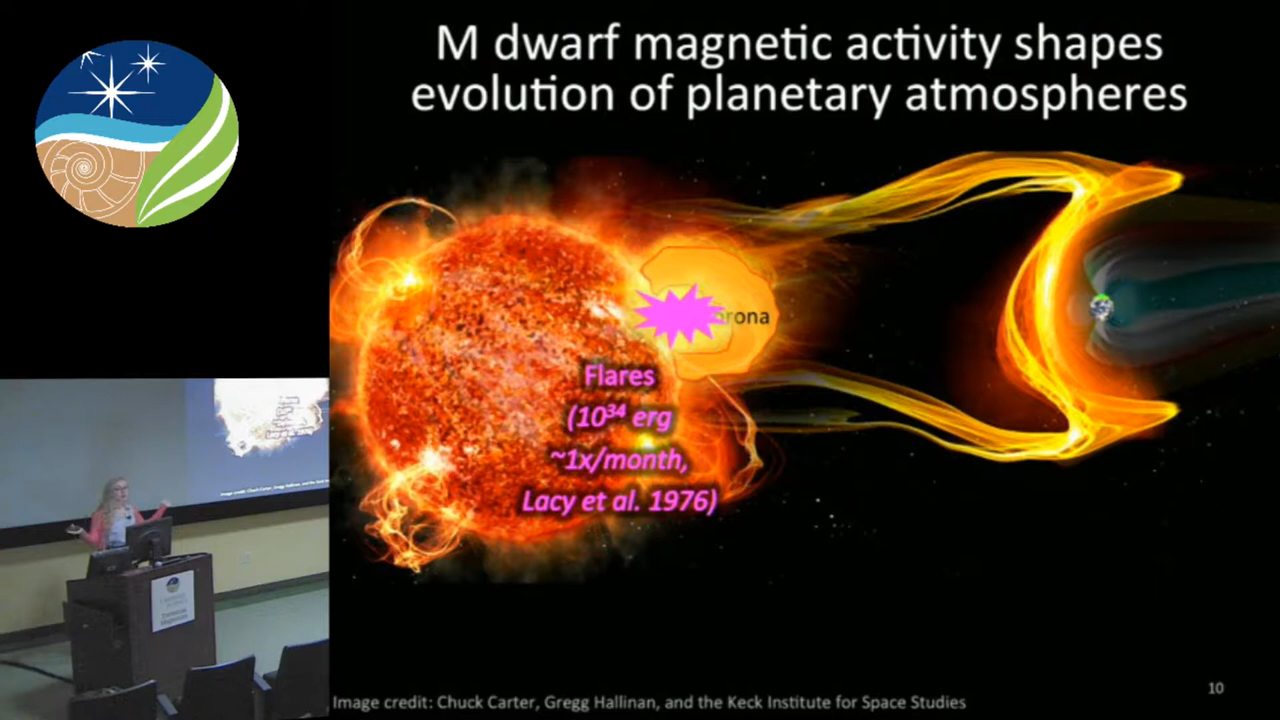 M dwarf magnetic activity shapes
evolution of planetary atmospheres
orona
Flares
(10³⁴ erg
~1x/month,
Lacy et al. 1976)
10
Image credit: Chuck Carter, Gregg Hallinan, and the Keck Institute for Space Studies